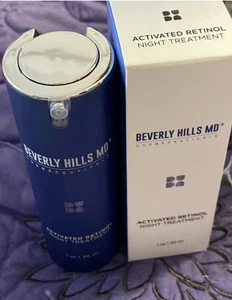 BEVERLY HILLS MD
COSMECEUTICALS
ACTIVATED RETINOL
NIGHT TREATMENT
ACTIVATED RETINOL
NIGHT TREATMENT
BEVERLY HILLS MD
COSMECEUTICALS
ACTIVATED RETINOL
NIGHT TREATMENT